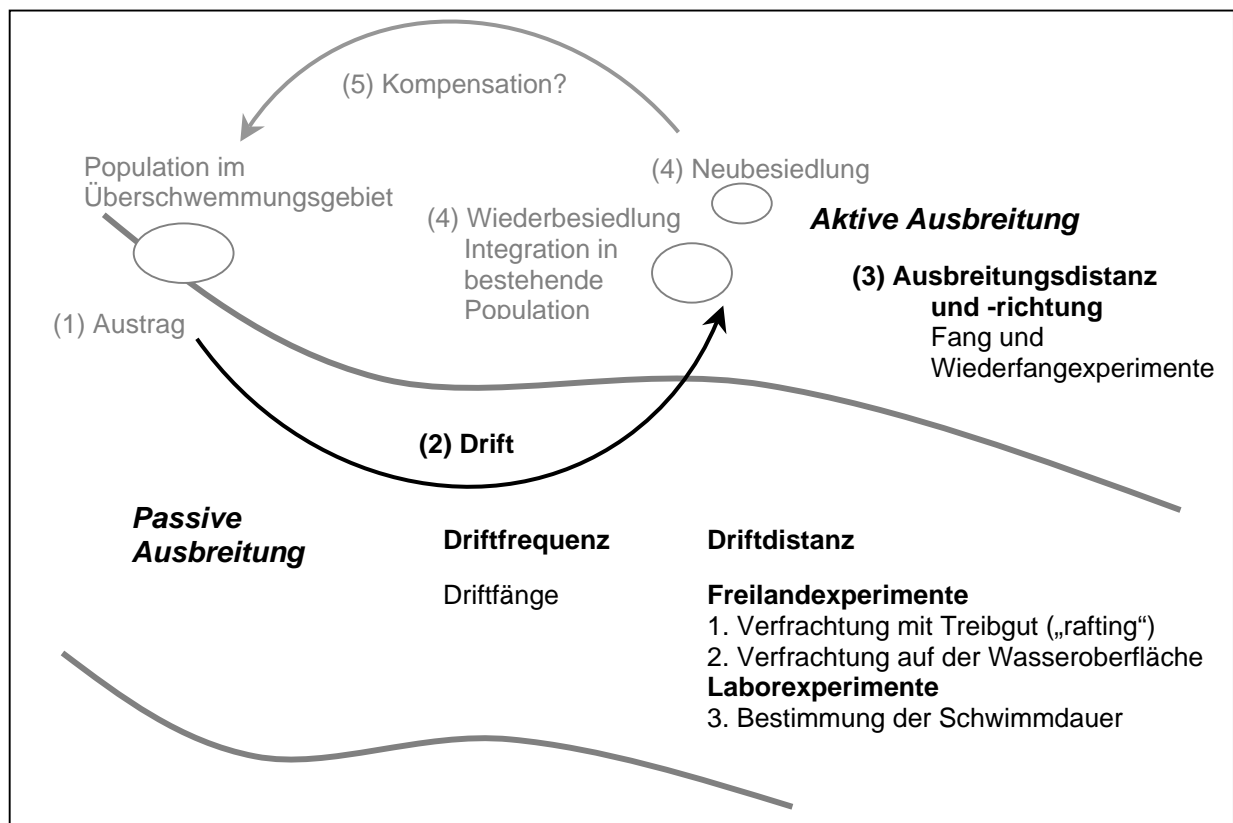 (5) Kompensation?
Population im
Überschwemmungsgebiet
(4) Neubesiedlung
(4) Wiederbesiedlung
Integration in
bestehende
Population
Aktive Ausbreitung
(3) Ausbreitungsdistanz
und -richtung
Fang und
Wiederfangexperimente
(1) Austrag
(2) Drift
Passive
Ausbreitung
Driftfrequenz
Driftfänge
Driftdistanz
Freilandexperimente
1. Verfrachtung mit Treibgut („rafting“)
2. Verfrachtung auf der Wasseroberfläche
Laborexperimente
3. Bestimmung der Schwimmdauer